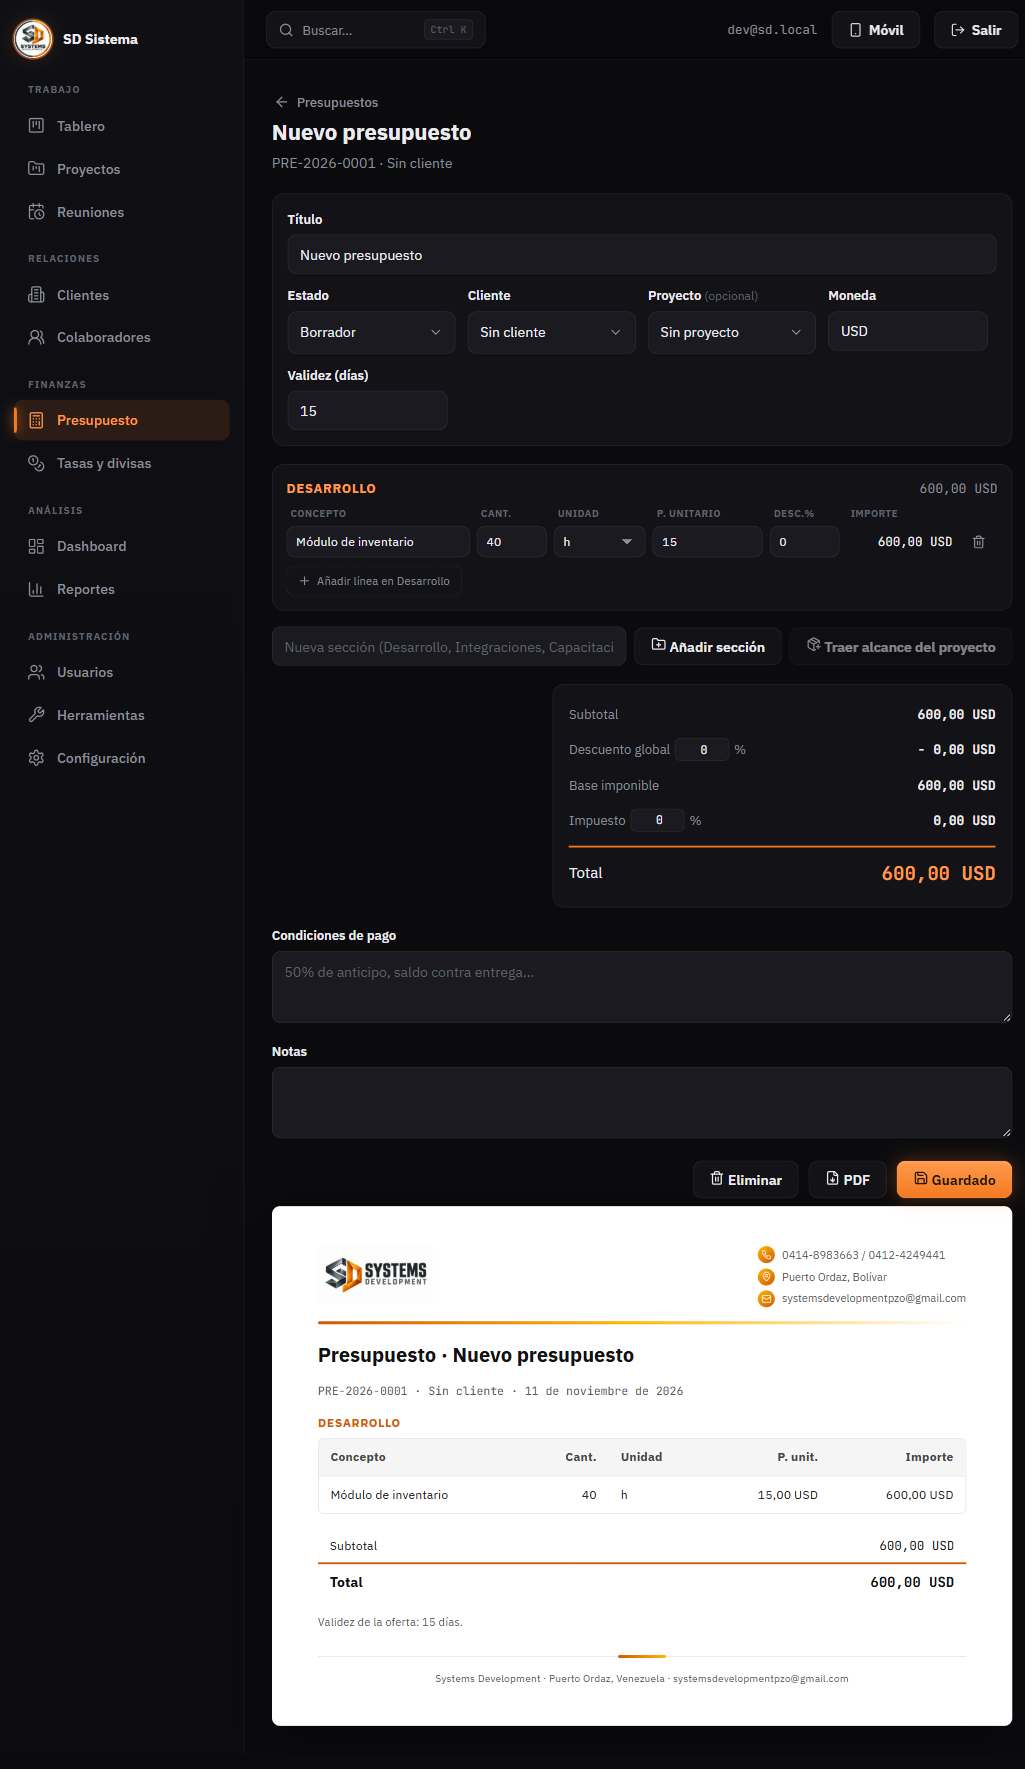 SD Sistema
Buscar...
Ctrl K
dev@sd.local
Móvil
Salir
TRABAJO
Tablero
Proyectos
Reuniones
RELACIONES
Clientes
Colaboradores
FINANZAS
Presupuesto
Tasas y divisas
ANÁLISIS
Dashboard
Reportes
ADMINISTRACIÓN
Usuarios
Herramientas
Configuración
Presupuestos
Nuevo presupuesto
PRE-2026-0001 · Sin cliente
Título
Nuevo presupuesto
Estado Cliente Proyecto (opcional) Moneda
Borrador Sin cliente Sin proyecto USD
Validez (días)
15
DESARROLLO 600,00 USD
CONCEPTO CANT. UNIDAD P. UNITARIO DESC.% IMPORTE
Módulo de inventario 40 h 15 0 600,00 USD
Añadir línea en Desarrollo
Nueva sección (Desarrollo, Integraciones, Capacitaci
Añadir sección
Traer alcance del proyecto
Subtotal 600,00 USD
Descuento global 0 % - 0,00 USD
Base imponible 600,00 USD
Impuesto 0 % 0,00 USD
Total 600,00 USD
Condiciones de pago
50% de anticipo, saldo contra entrega...
Notas
Eliminar
PDF
Guardado
SD SYSTEMS
DEVELOPMENT
0414-8983663 / 0412-4249441
Puerto Ordaz, Bolívar
systemsdevelopmentpzo@gmail.com
Presupuesto · Nuevo presupuesto
PRE-2026-0001 · Sin cliente · 11 de noviembre de 2026
DESARROLLO
Concepto Cant. Unidad P. unit. Importe
Módulo de inventario 40 h 15,00 USD 600,00 USD
Subtotal 600,00 USD
Total 600,00 USD
Validez de la oferta: 15 días.
Systems Development · Puerto Ordaz, Venezuela · systemsdevelopmentpzo@gmail.com